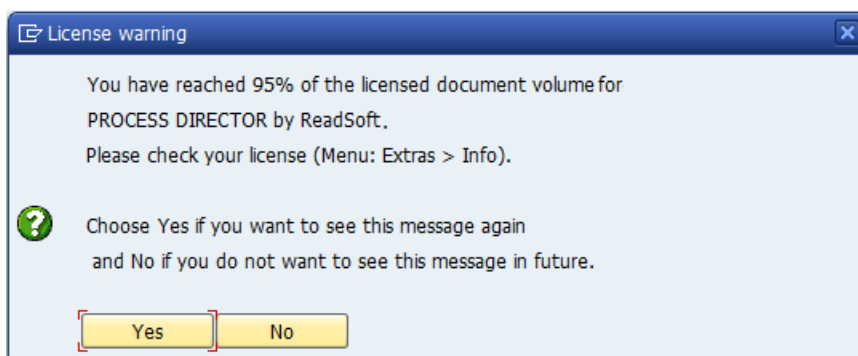 License warning
You have reached 95% of the licensed document volume for
PROCESS DIRECTOR by ReadSoft.
Please check your license (Menu: Extras > Info).
Choose Yes if you want to see this message again
and No if you do not want to see this message in future.
Yes No